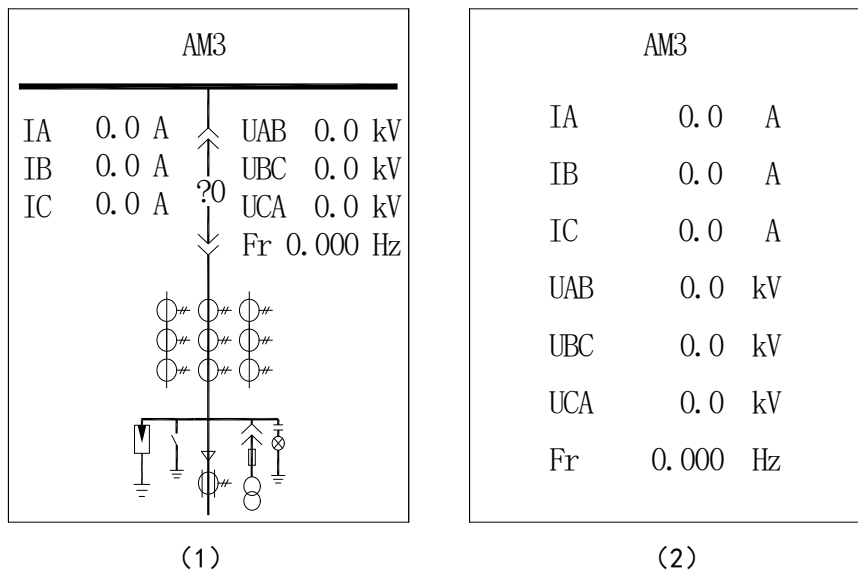 AM3
IA 0.0 A
IB 0.0 A
IC 0.0 A
UAB 0.0 kV
UBC 0.0 kV
UCA 0.0 kV
Fr 0.000 Hz
?0
(1)
AM3
IA 0.0 A
IB 0.0 A
IC 0.0 A
UAB 0.0 kV
UBC 0.0 kV
UCA 0.0 kV
Fr 0.000 Hz
(2)